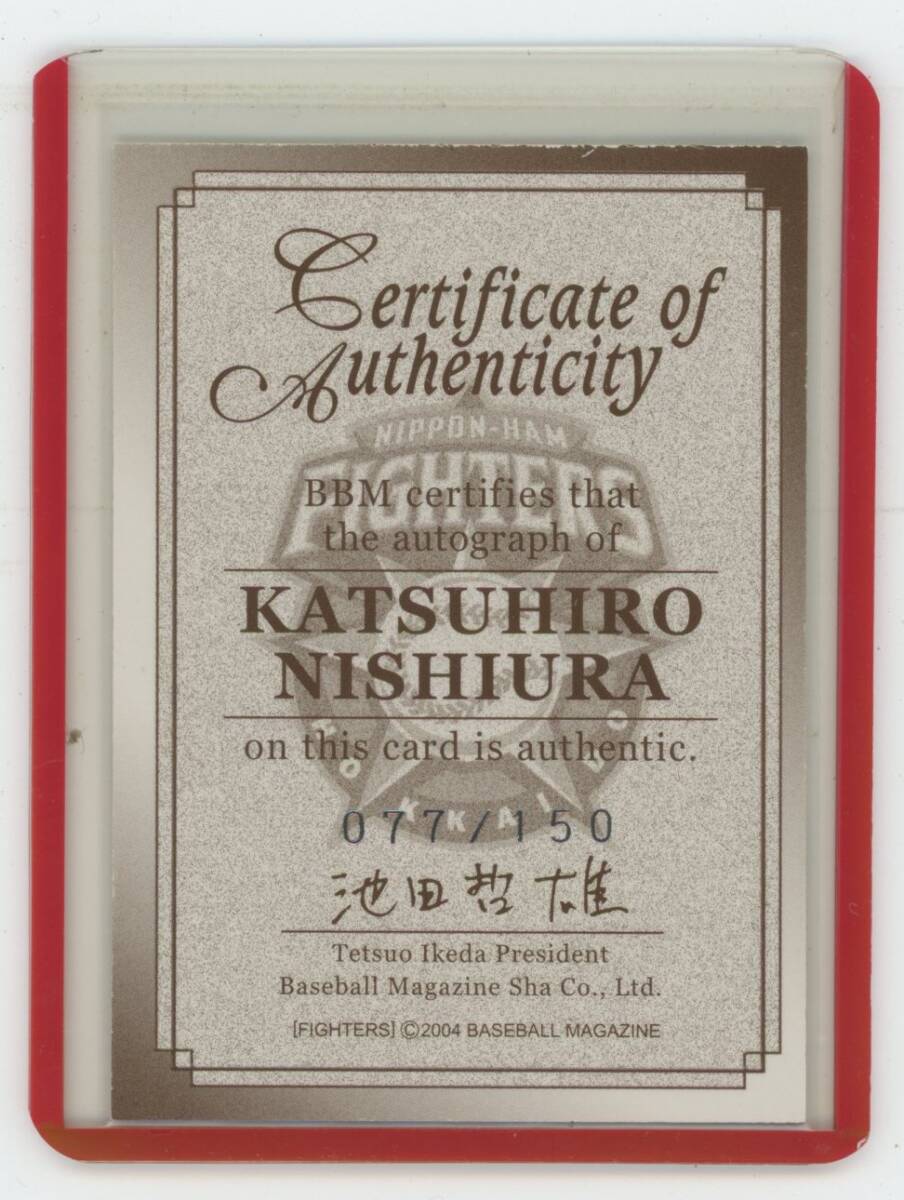 Certificate of
Authenticity
NIPPON-HAM
FIGHTERS
BBM certifies that
the autograph of
KATSUHIRO
NISHIURA
on this card is authentic.
HOKKAIDO
077/150
池田哲雄
Tetsuo Ikeda President
Baseball Magazine Sha Co., Ltd.
[FIGHTERS] ©2004 BASEBALL MAGAZINE